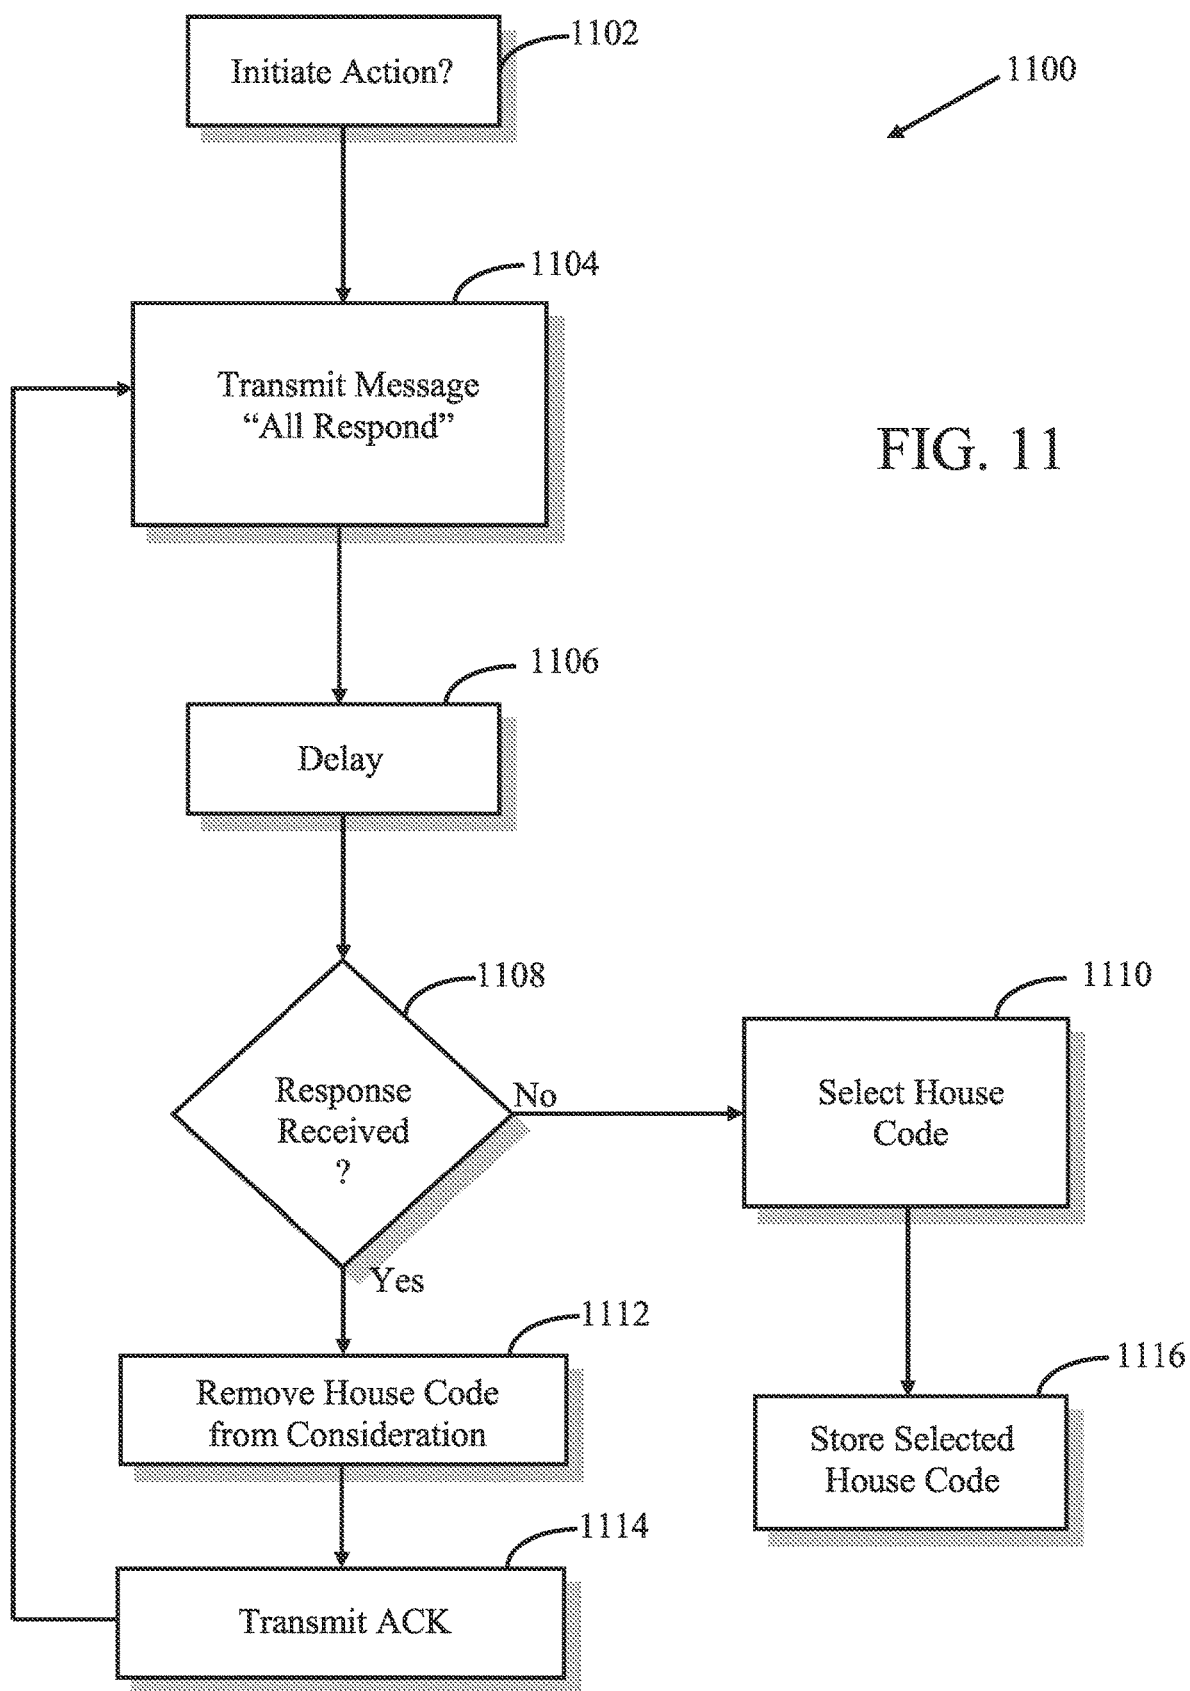 1102
Initiate Action?
1100
1104
Transmit Message
“All Respond”
FIG. 11
1106
Delay
1108
Response
Received
?
No
Yes
1110
Select House
Code
1112
Remove House Code
from Consideration
1116
Store Selected
House Code
1114
Transmit ACK